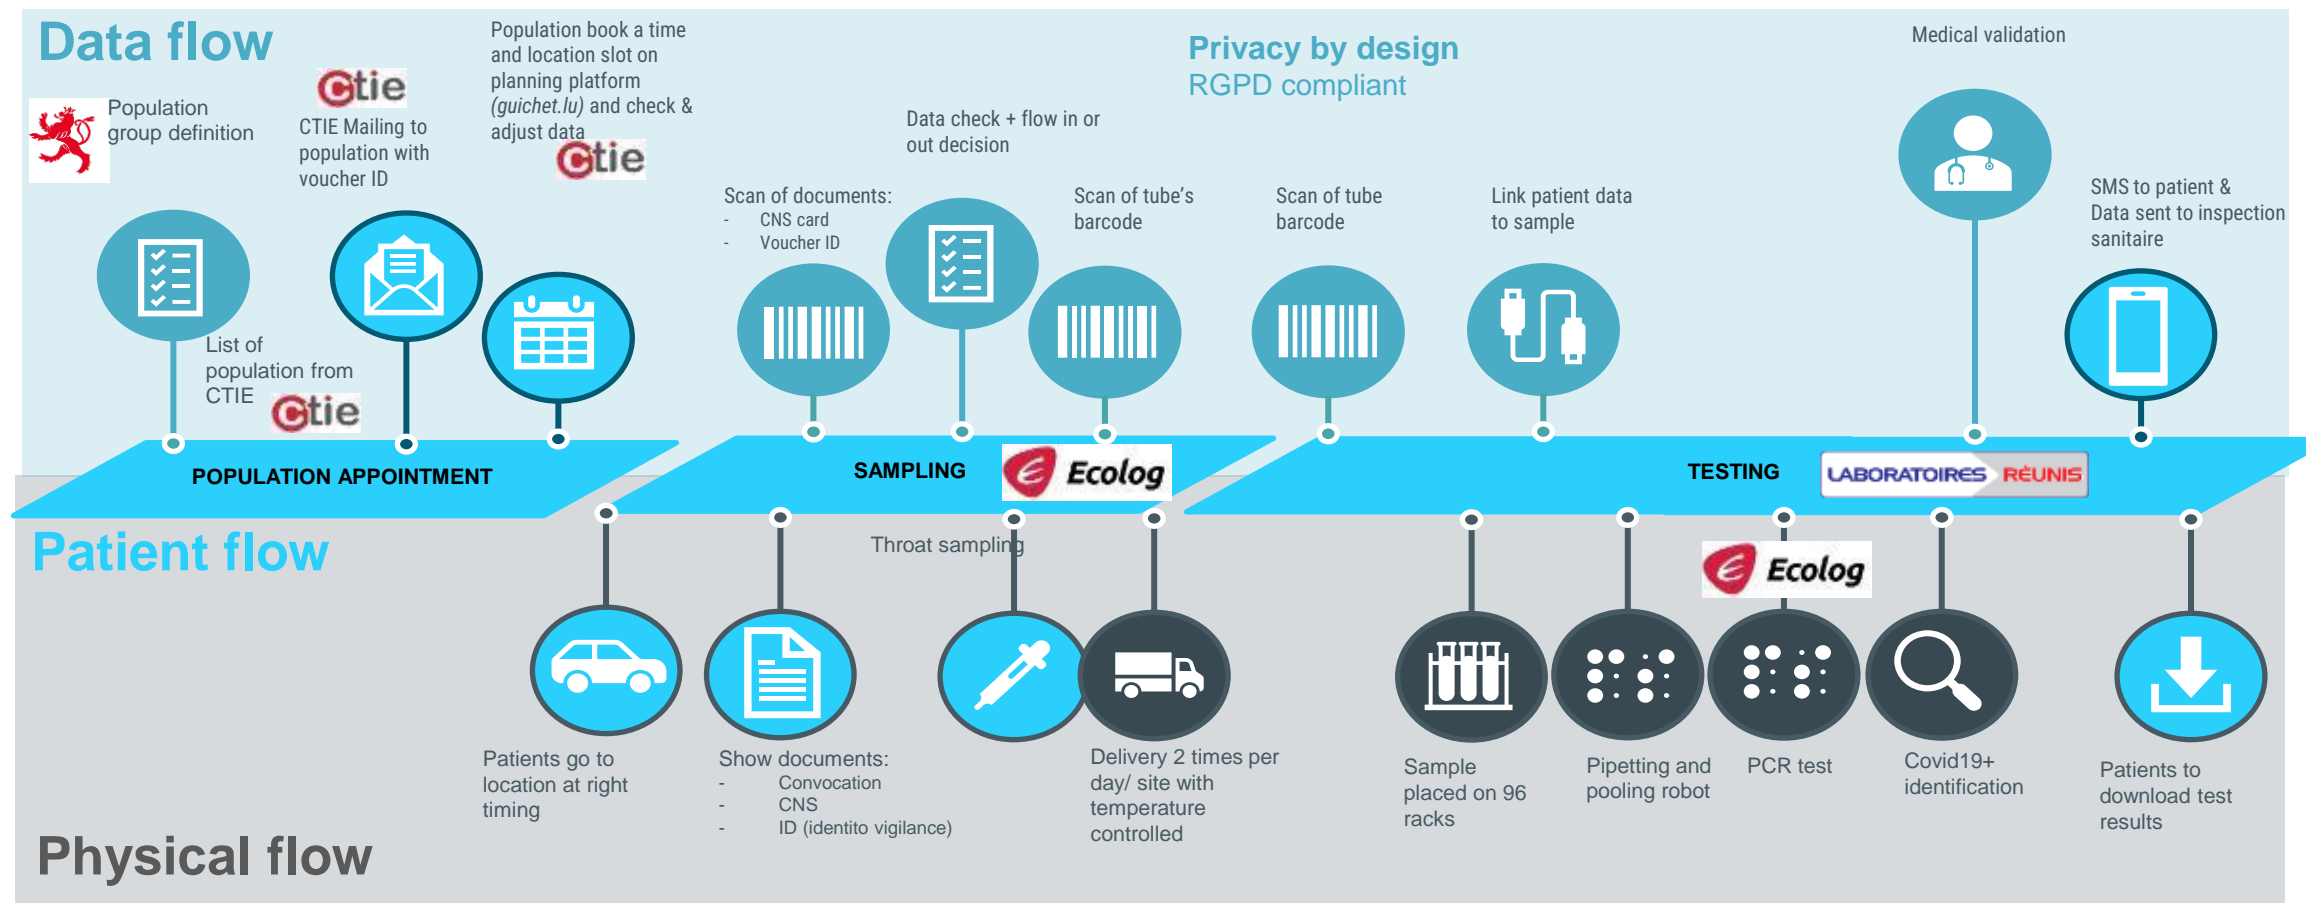 Data flow
Population
group definition
Ctie
CTIE Mailing to
population with
voucher ID
Population book a time
and location slot on
planning platform
(guichet.lu) and check &
adjust data
Ctie
List of
population from
CTIE
Ctie
Privacy by design
RGPD compliant
Scan of documents:
- CNS card
- Voucher ID
Data check + flow in or
out decision
Scan of tube's
barcode
Scan of tube
barcode
Link patient data
to sample
Medical validation
SMS to patient &
Data sent to inspection
sanitaire
POPULATION APPOINTMENT
SAMPLING
Ecolog
TESTING
LABORATOIRES RÉUNIS
Patient flow
Throat sampling
Ecolog
Patients go to
location at right
timing
Show documents:
- Convocation
- CNS
- ID (identito vigilance)
Delivery 2 times per
day/ site with
temperature
controlled
Sample
placed on 96
racks
Pipetting and
pooling robot
PCR test
Covid19+
identification
Patients to
download test
results
Physical flow